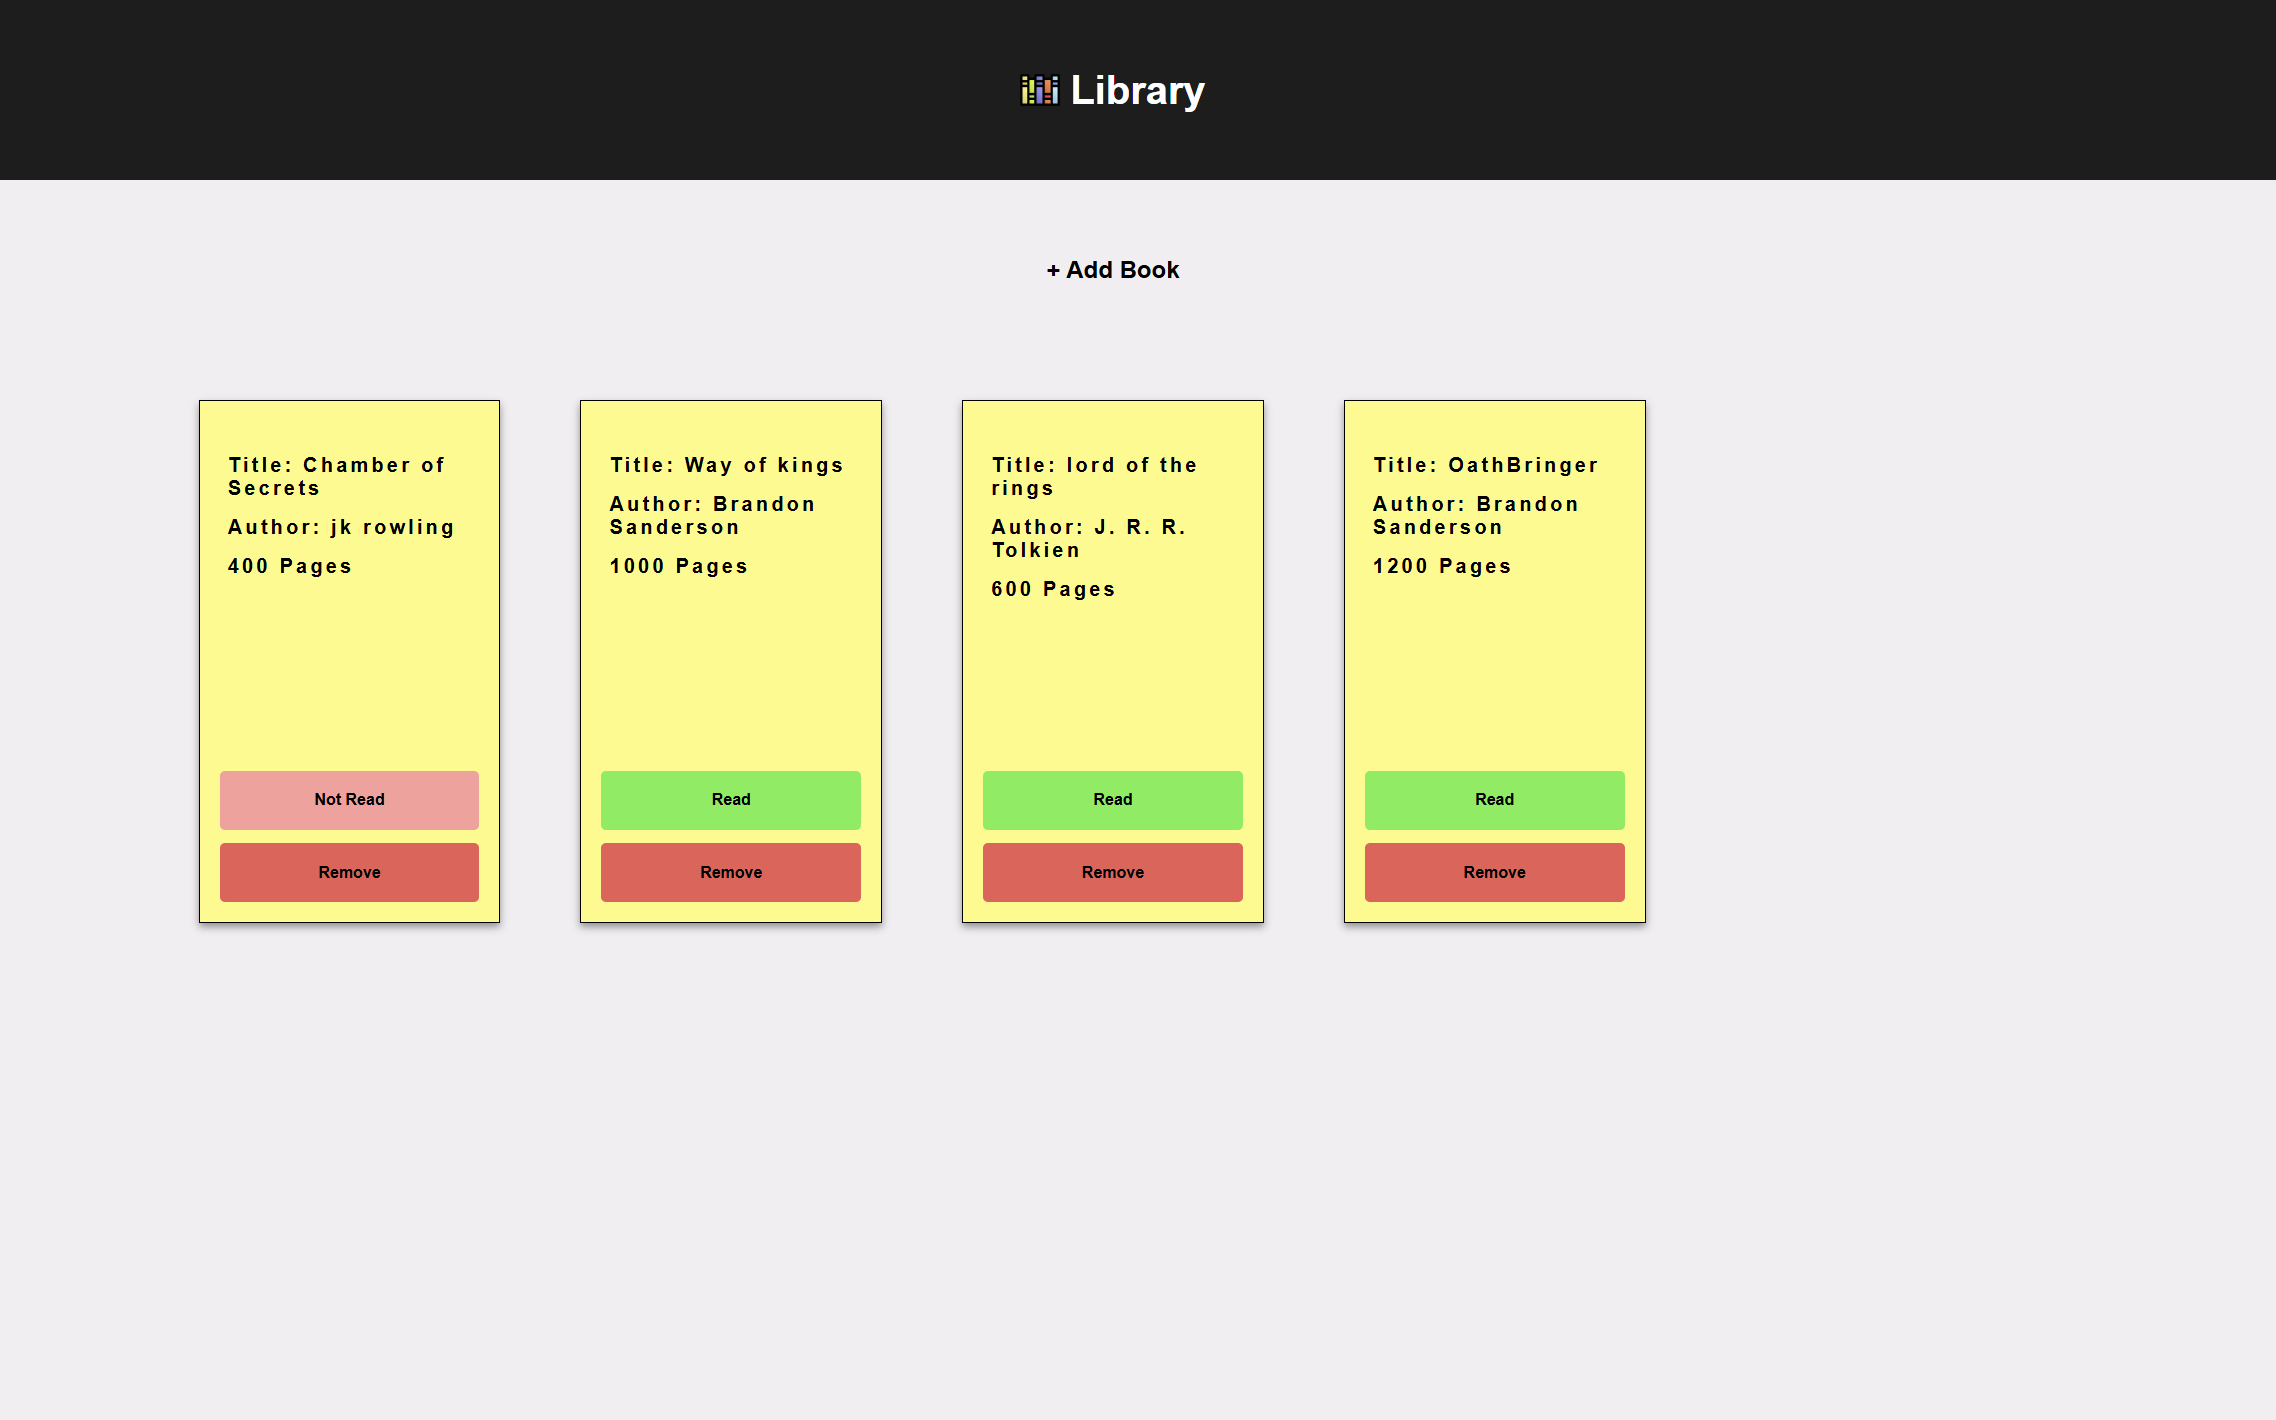 Library
+ Add Book
Title: Chamber of
Secrets
Author: jk rowling
400 Pages
Not Read
Remove
Title: Way of kings
Author: Brandon
Sanderson
1000 Pages
Read
Remove
Title: lord of the
rings
Author: J. R. R.
Tolkien
600 Pages
Read
Remove
Title: OathBringer
Author: Brandon
Sanderson
1200 Pages
Read
Remove